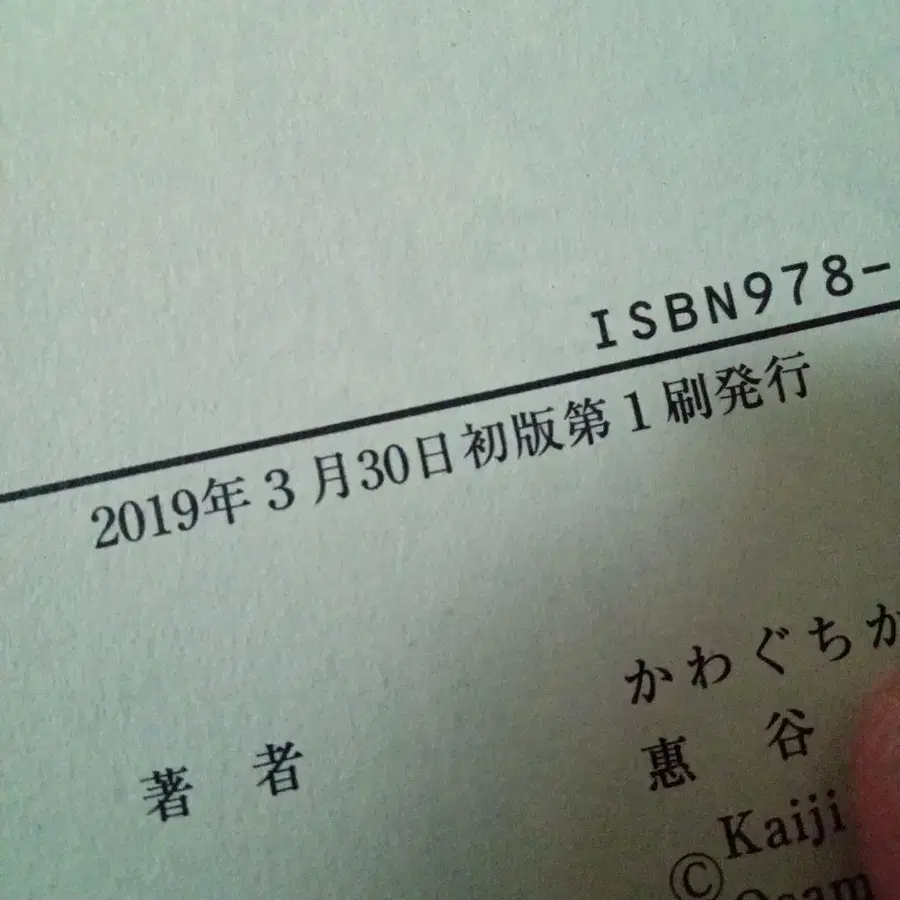 ISBN978-
2019年3月30日初版第1刷発行
著者 かわぐちか
惠谷
©Kaiji
Osam